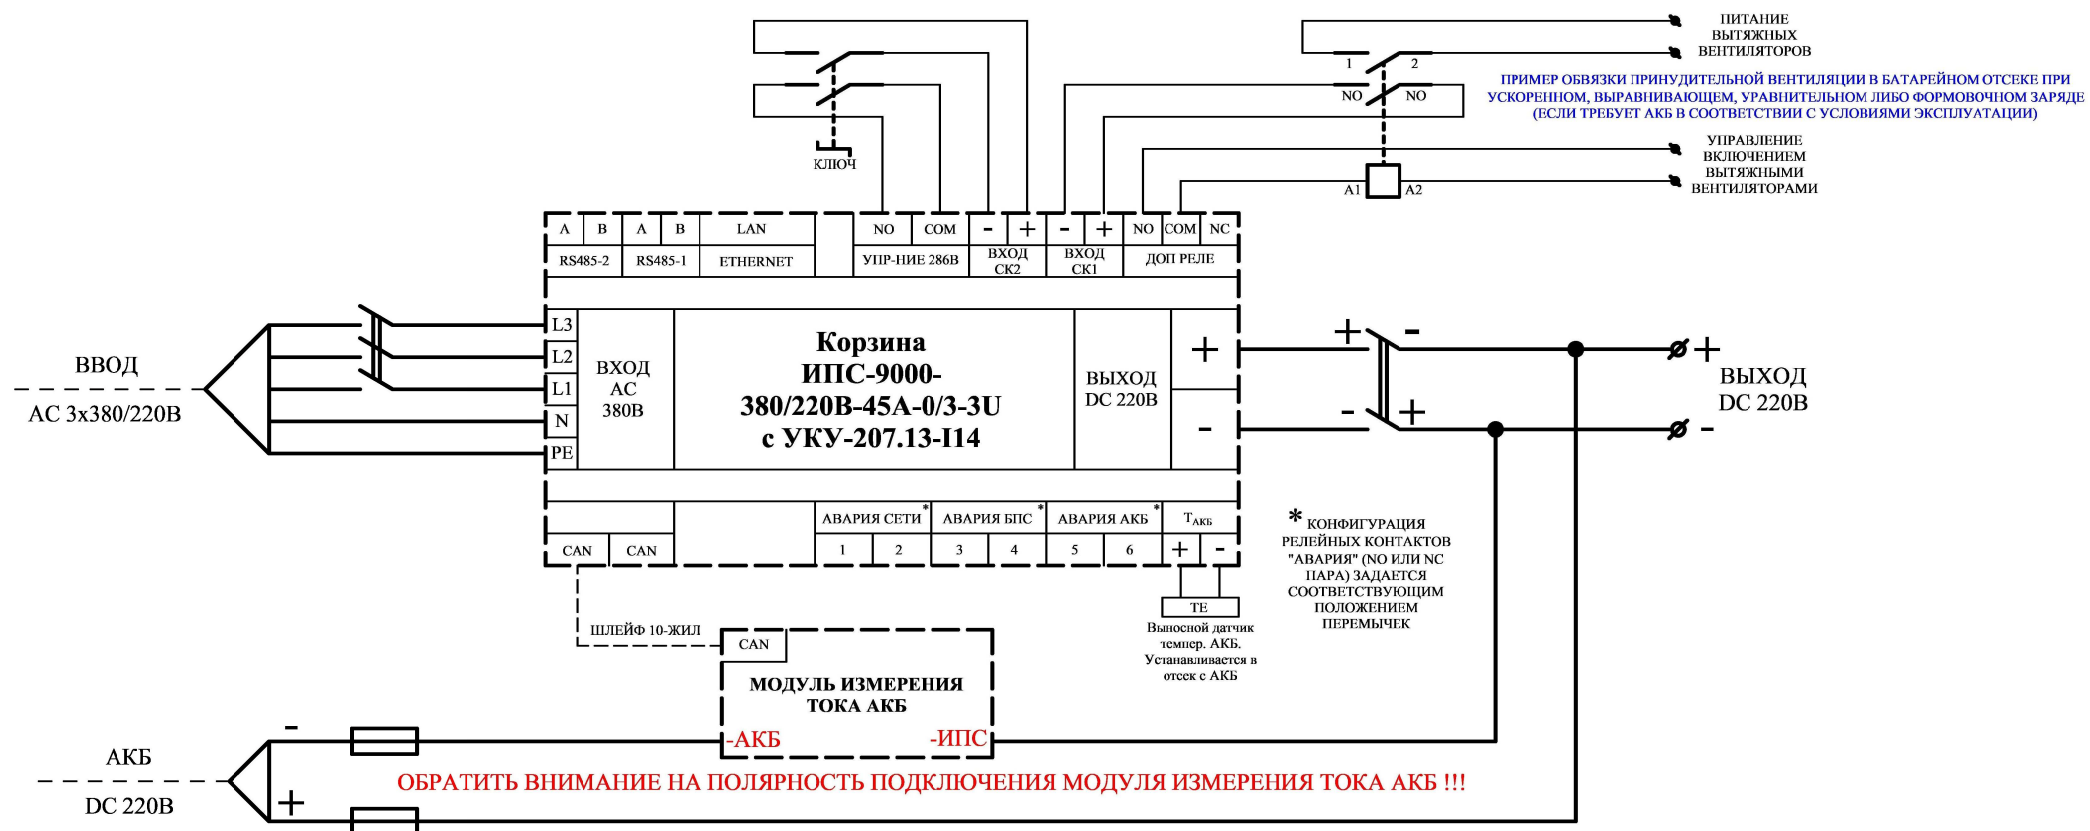 ПИТАНИЕ
ВЫТЯЖНЫХ
ВЕНТИЛЯТОРОВ
1 2
NO NO
ПРИМЕР ОБВЯЗКИ ПРИНУДИТЕЛЬНОЙ ВЕНТИЛЯЦИИ В БАТАРЕЙНОМ ОТСЕКЕ ПРИ
УСКОРЕННОМ, ВЫРАВНИВАЮЩЕМ, УРАВНИТЕЛЬНОМ ЛИБО ФОРМОВОЧНОМ ЗАРЯДЕ
(ЕСЛИ ТРЕБУЕТ АКБ В СООТВЕТСТВИИ С УСЛОВИЯМИ ЭКСПЛУАТАЦИИ)
КЛЮЧ
УПРАВЛЕНИЕ
ВКЛЮЧЕНИЕМ
ВЫТЯЖНЫМИ
ВЕНТИЛЯТОРАМИ
A1 A2
A B A B LAN NO COM - + - + NO COM NC
RS485-2 RS485-1 ETHERNET УПР-НИЕ 286В ВХОД СК2 ВХОД СК1 ДОП РЕЛЕ
ВВОД
AC 3x380/220В
L3
L2
L1
N
PE
ВХОД
AC
380В
Корзина
ИПС-9000-
380/220В-45А-0/3-3U
с УКУ-207.13-I14
ВЫХОД
DC 220В
+
-
+ -
- +
+
-
ВЫХОД
DC 220В
АВАРИЯ СЕТИ* АВАРИЯ БПС* АВАРИЯ АКБ* ТАКБ
CAN CAN 1 2 3 4 5 6 + -
* КОНФИГУРАЦИЯ
РЕЛЕЙНЫХ КОНТАКТОВ
"АВАРИЯ" (NO ИЛИ NC
ПАРА) ЗАДАЕТСЯ
СООТВЕТСТВУЮЩИМ
ПОЛОЖЕНИЕМ
ПЕРЕМЫЧЕК
TE
Выносной датчик
темпер. АКБ.
Устанавливается в
отсек с АКБ
ШЛЕЙФ 10-ЖИЛ
CAN
МОДУЛЬ ИЗМЕРЕНИЯ
ТОКА АКБ
-АКБ -ИПС
-
АКБ
DC 220В
+
ОБРАТИТЬ ВНИМАНИЕ НА ПОЛЯРНОСТЬ ПОДКЛЮЧЕНИЯ МОДУЛЯ ИЗМЕРЕНИЯ ТОКА АКБ !!!